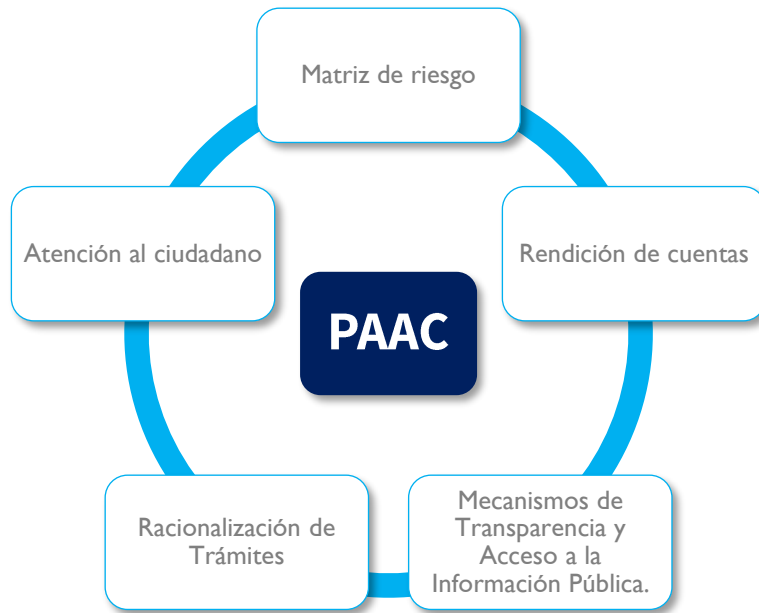 Matriz de riesgo
Atención al ciudadano
Rendición de cuentas
PAAC
Racionalización de
Trámites
Mecanismos de
Transparencia y
Acceso a la
Información Pública.